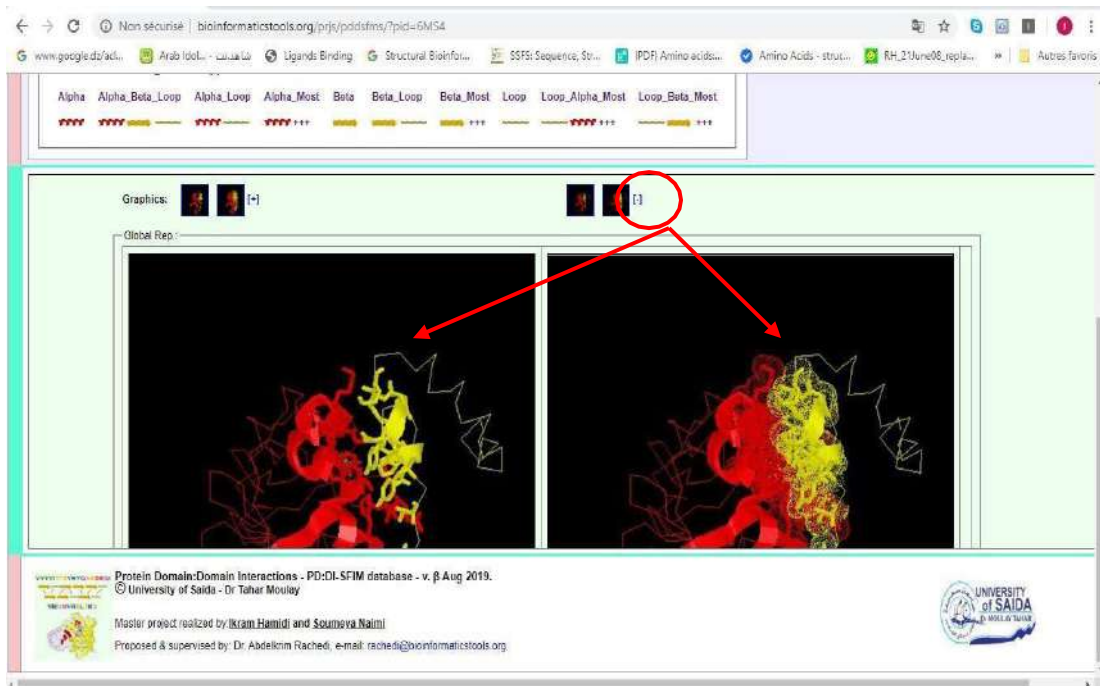 Non sécurisé | bioinformaticstools.org/prjs/pddsfms/?pid=6MS4
www.google.dz/acl... Arab Idol... - شاهدنت... Ligands Binding Structural Bioinfor... SSFS: Sequence, Str... (PDF) Amino acids... Amino Acids - struc... RH_21June08_repla... » Autres favoris
Alpha Alpha_Beta_Loop Alpha_Loop Alpha_Most Beta Beta_Loop Beta_Most Loop Loop_Alpha_Most Loop_Beta_Most
Graphics: [+] [-]
Global Rep.:
Protein Domain:Domain Interactions - PD:DI-SFIM database - v. β Aug 2019.
© University of Saida - Dr Tahar Moulay
Master project realized by: Ikram Hamidi and Soumeya Naimi
Proposed & supervised by: Dr. Abdelkrim Rachedi, e-mail: rachedi@bioinformaticstools.org
UNIVERSITY
of SAIDA
Dr MOULAY TAHAR